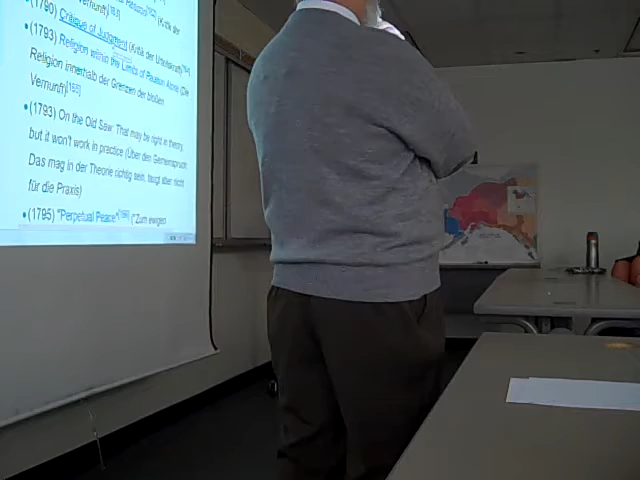 (1790) Critique of Judgment (Kritik der Urteilskraft)[164]
(1793) Religion within the Limits of Reason Alone (Die
Religion innerhalb der Grenzen der bloßen
Vernunft)[165]
(1793) On the Old Saw: That may be right in theory,
but it won't work in practice (Über den Gemeinspruch:
Das mag in der Theorie richtig sein, taugt aber nicht
für die Praxis)
(1795) "Perpetual Peace" ("Zum ewigen